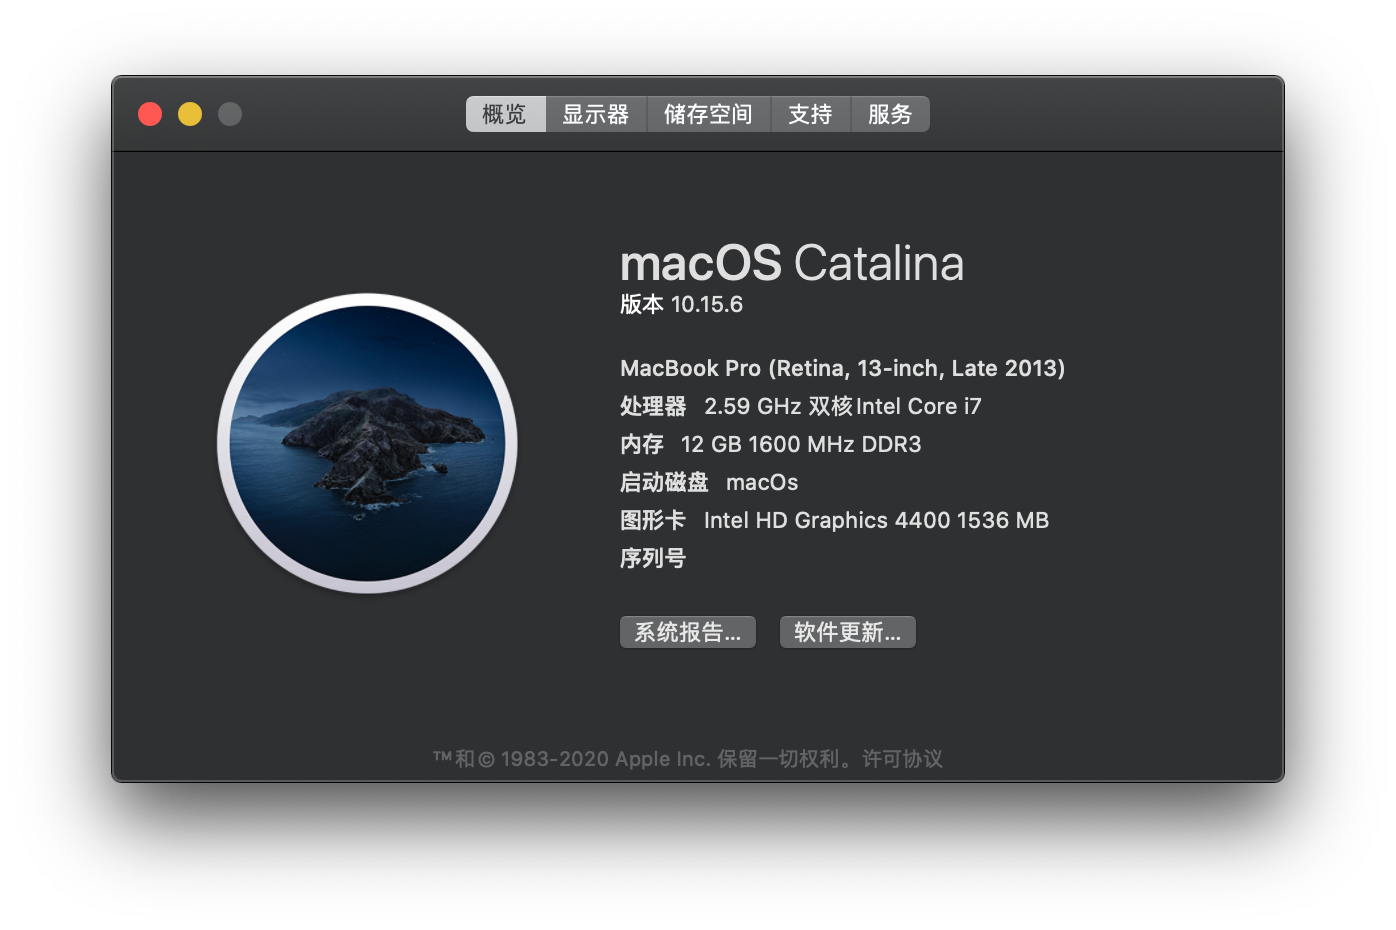 概览 显示器 储存空间 支持 服务
macOS Catalina
版本 10.15.6
MacBook Pro (Retina, 13-inch, Late 2013)
处理器 2.59 GHz 双核Intel Core i7
内存 12 GB 1600 MHz DDR3
启动磁盘 macOs
图形卡 Intel HD Graphics 4400 1536 MB
序列号
系统报告... 软件更新...
™和© 1983-2020 Apple Inc. 保留一切权利。许可协议